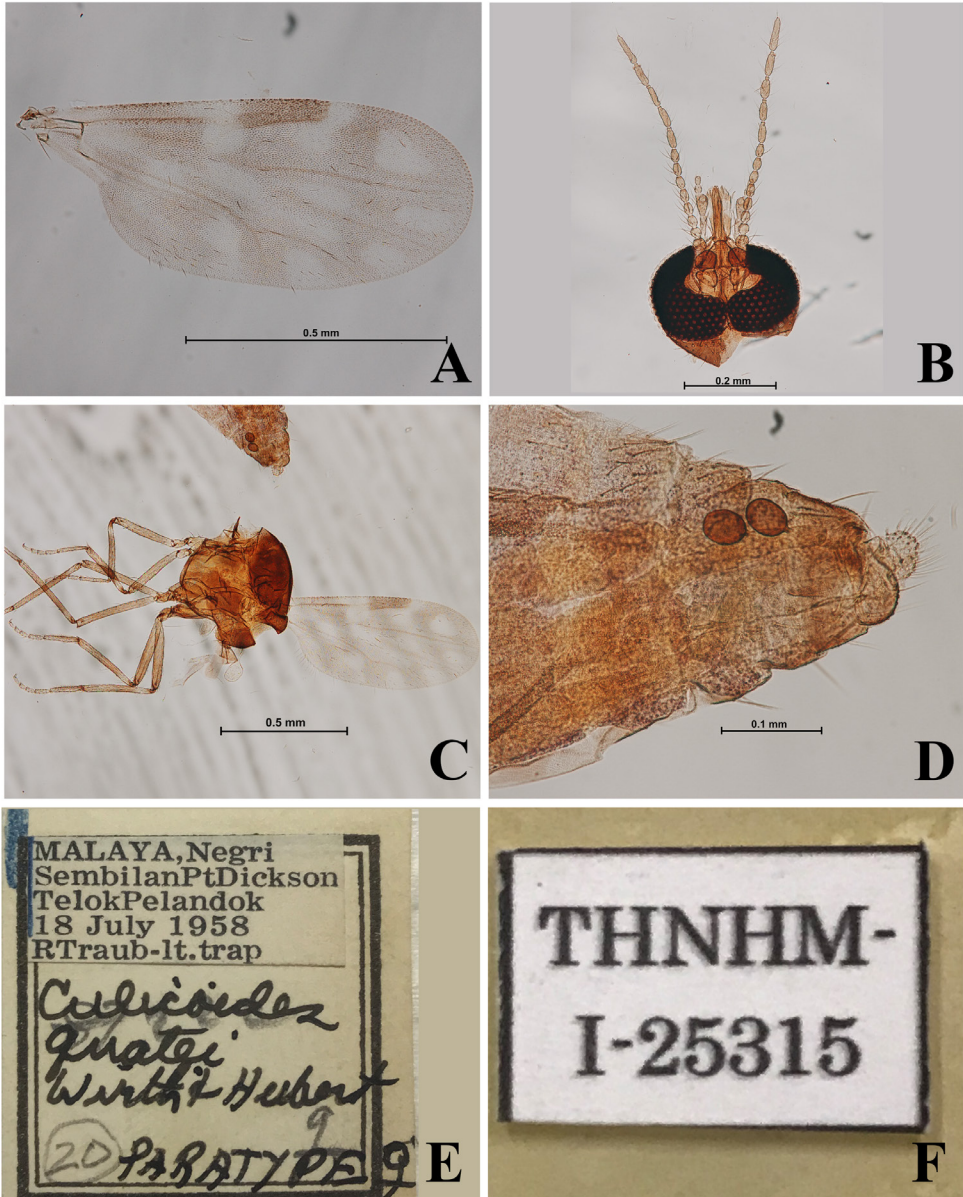 0.5 mm
A
0.2 mm
B
0.5 mm
C
0.1 mm
D
MALAYA, Negri
SembilanPtDickson
TelokPelandok
18 July 1958
RTraub-lt.trap
Culicoides
quatei
Wirth & Hubert
♀
20 PARATYPE ♀
E
THNHM-
I-25315
F